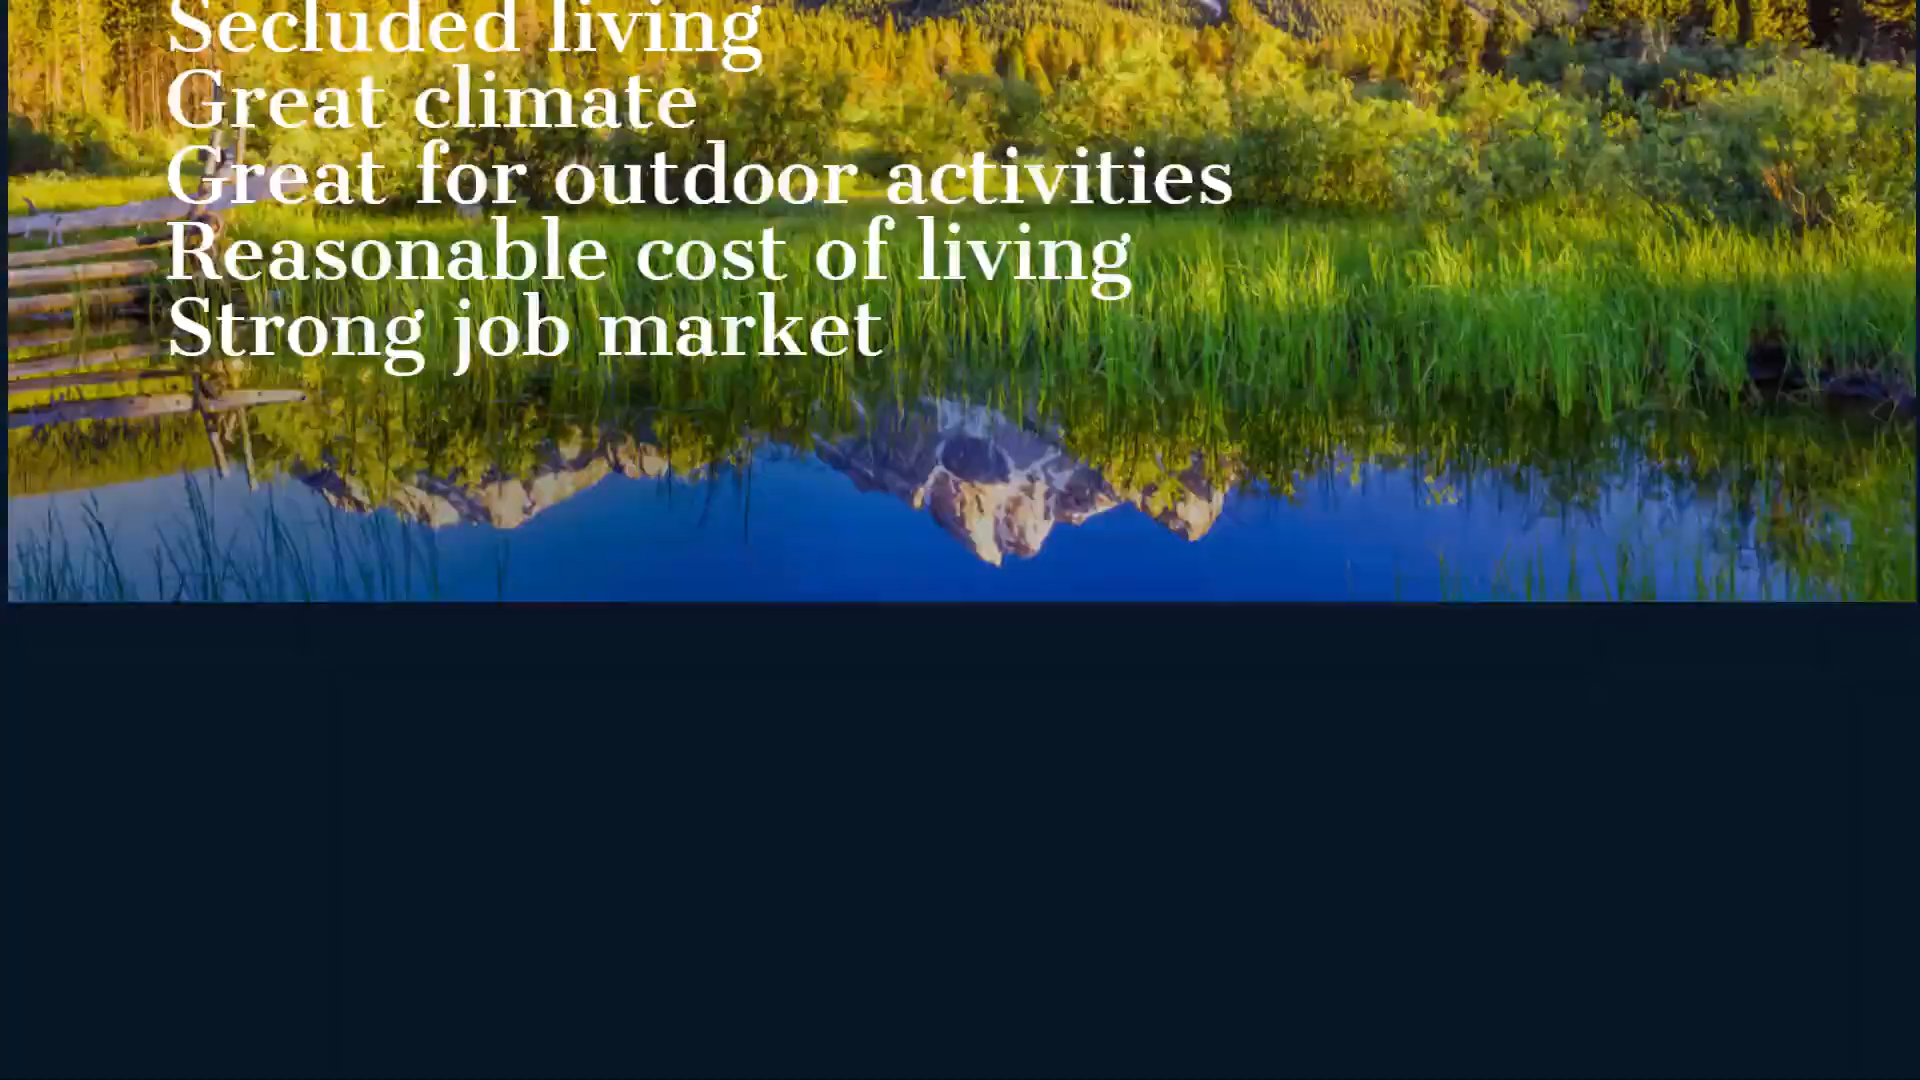 Secluded living
Great climate
Great for outdoor activities
Reasonable cost of living
Strong job market